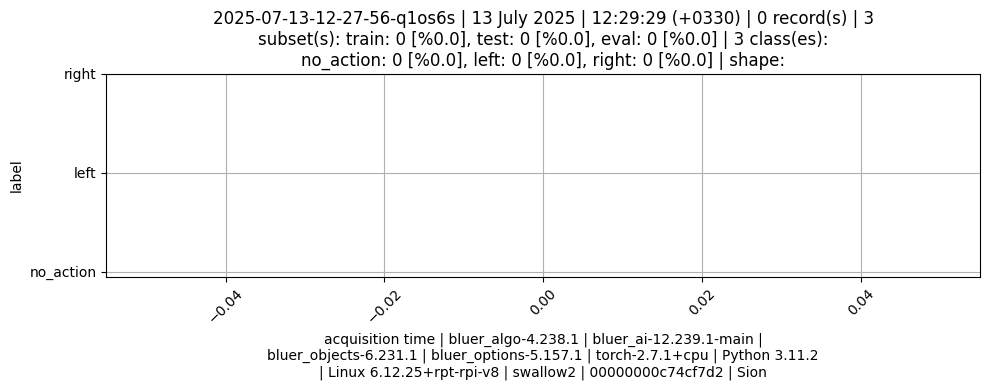 2025-07-13-12-27-56-q1os6s | 13 July 2025 | 12:29:29 (+0330) | 0 record(s) | 3
subset(s): train: 0 [%0.0], test: 0 [%0.0], eval: 0 [%0.0] | 3 class(es):
no_action: 0 [%0.0], left: 0 [%0.0], right: 0 [%0.0] | shape:
right
left
no_action
label
−0.04
−0.02
0.00
0.02
0.04
acquisition time | bluer_algo-4.238.1 | bluer_ai-12.239.1-main |
bluer_objects-6.231.1 | bluer_options-5.157.1 | torch-2.7.1+cpu | Python 3.11.2
| Linux 6.12.25+rpt-rpi-v8 | swallow2 | 00000000c74cf7d2 | Sion